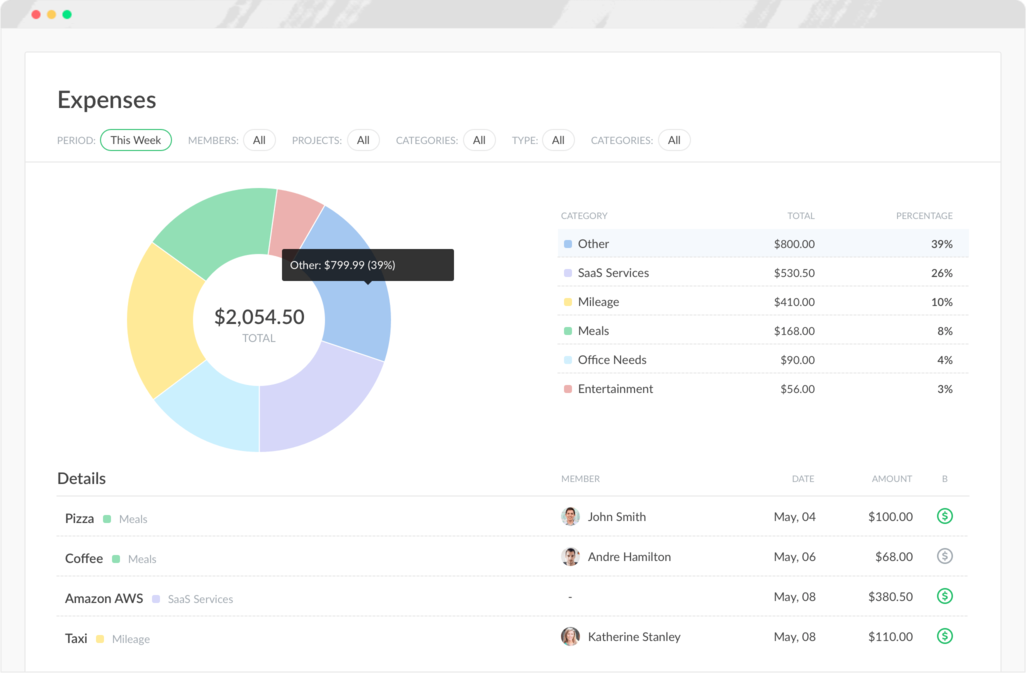 Expenses
PERIOD: This Week MEMBERS: All PROJECTS: All CATEGORIES: All TYPE: All CATEGORIES: All
CATEGORY TOTAL PERCENTAGE
Other $800.00 39%
SaaS Services $530.50 26%
Mileage $410.00 10%
Meals $168.00 8%
Office Needs $90.00 4%
Entertainment $56.00 3%
Other: $799.99 (39%)
$2,054.50
TOTAL
Details MEMBER DATE AMOUNT B
Pizza Meals John Smith May, 04 $100.00 $
Coffee Meals Andre Hamilton May, 06 $68.00 $
Amazon AWS SaaS Services - May, 08 $380.50 $
Taxi Mileage Katherine Stanley May, 08 $110.00 $